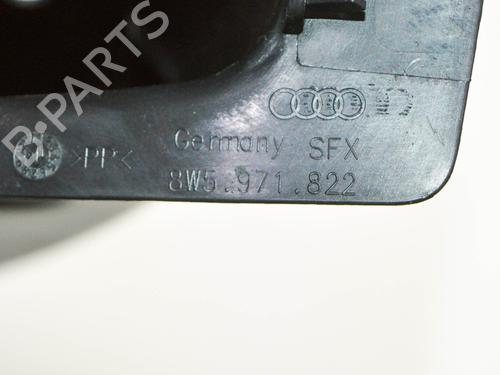 B-PARTS
Germany SFX
>PP<
8W5.971.822